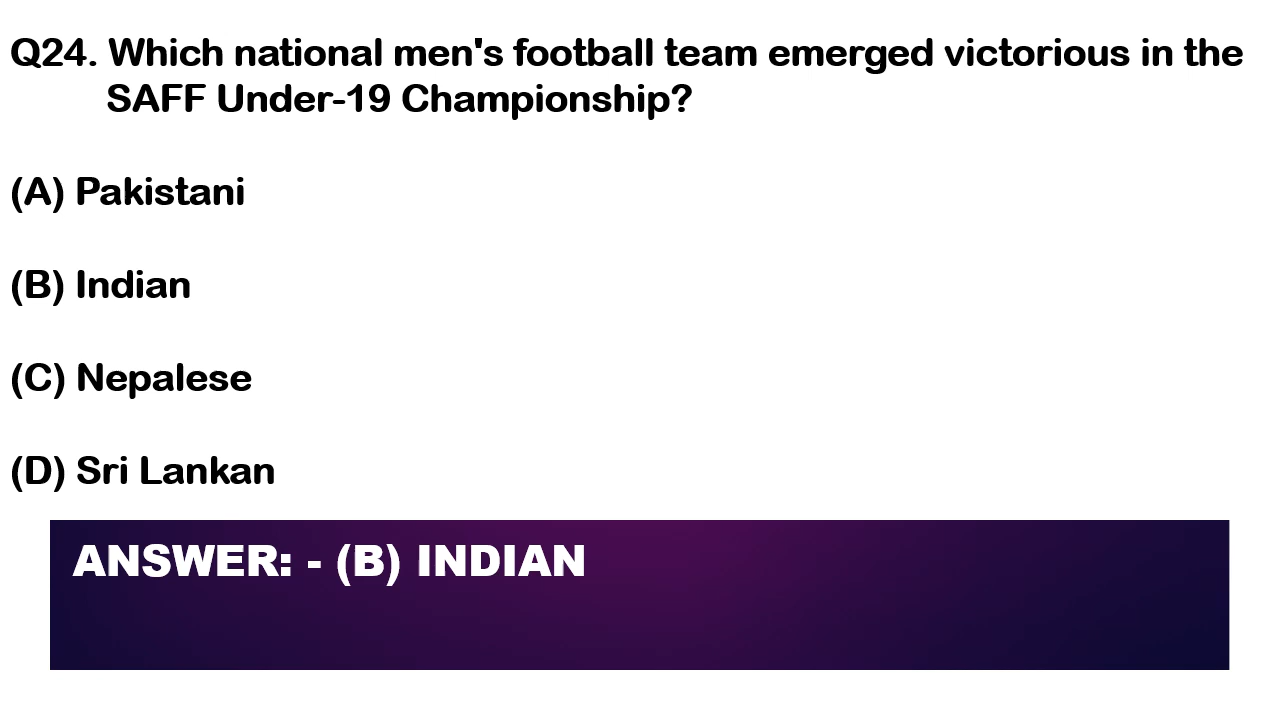 Q24. Which national men's football team emerged victorious in the
SAFF Under-19 Championship?
(A) Pakistani
(B) Indian
(C) Nepalese
(D) Sri Lankan
ANSWER: - (B) INDIAN